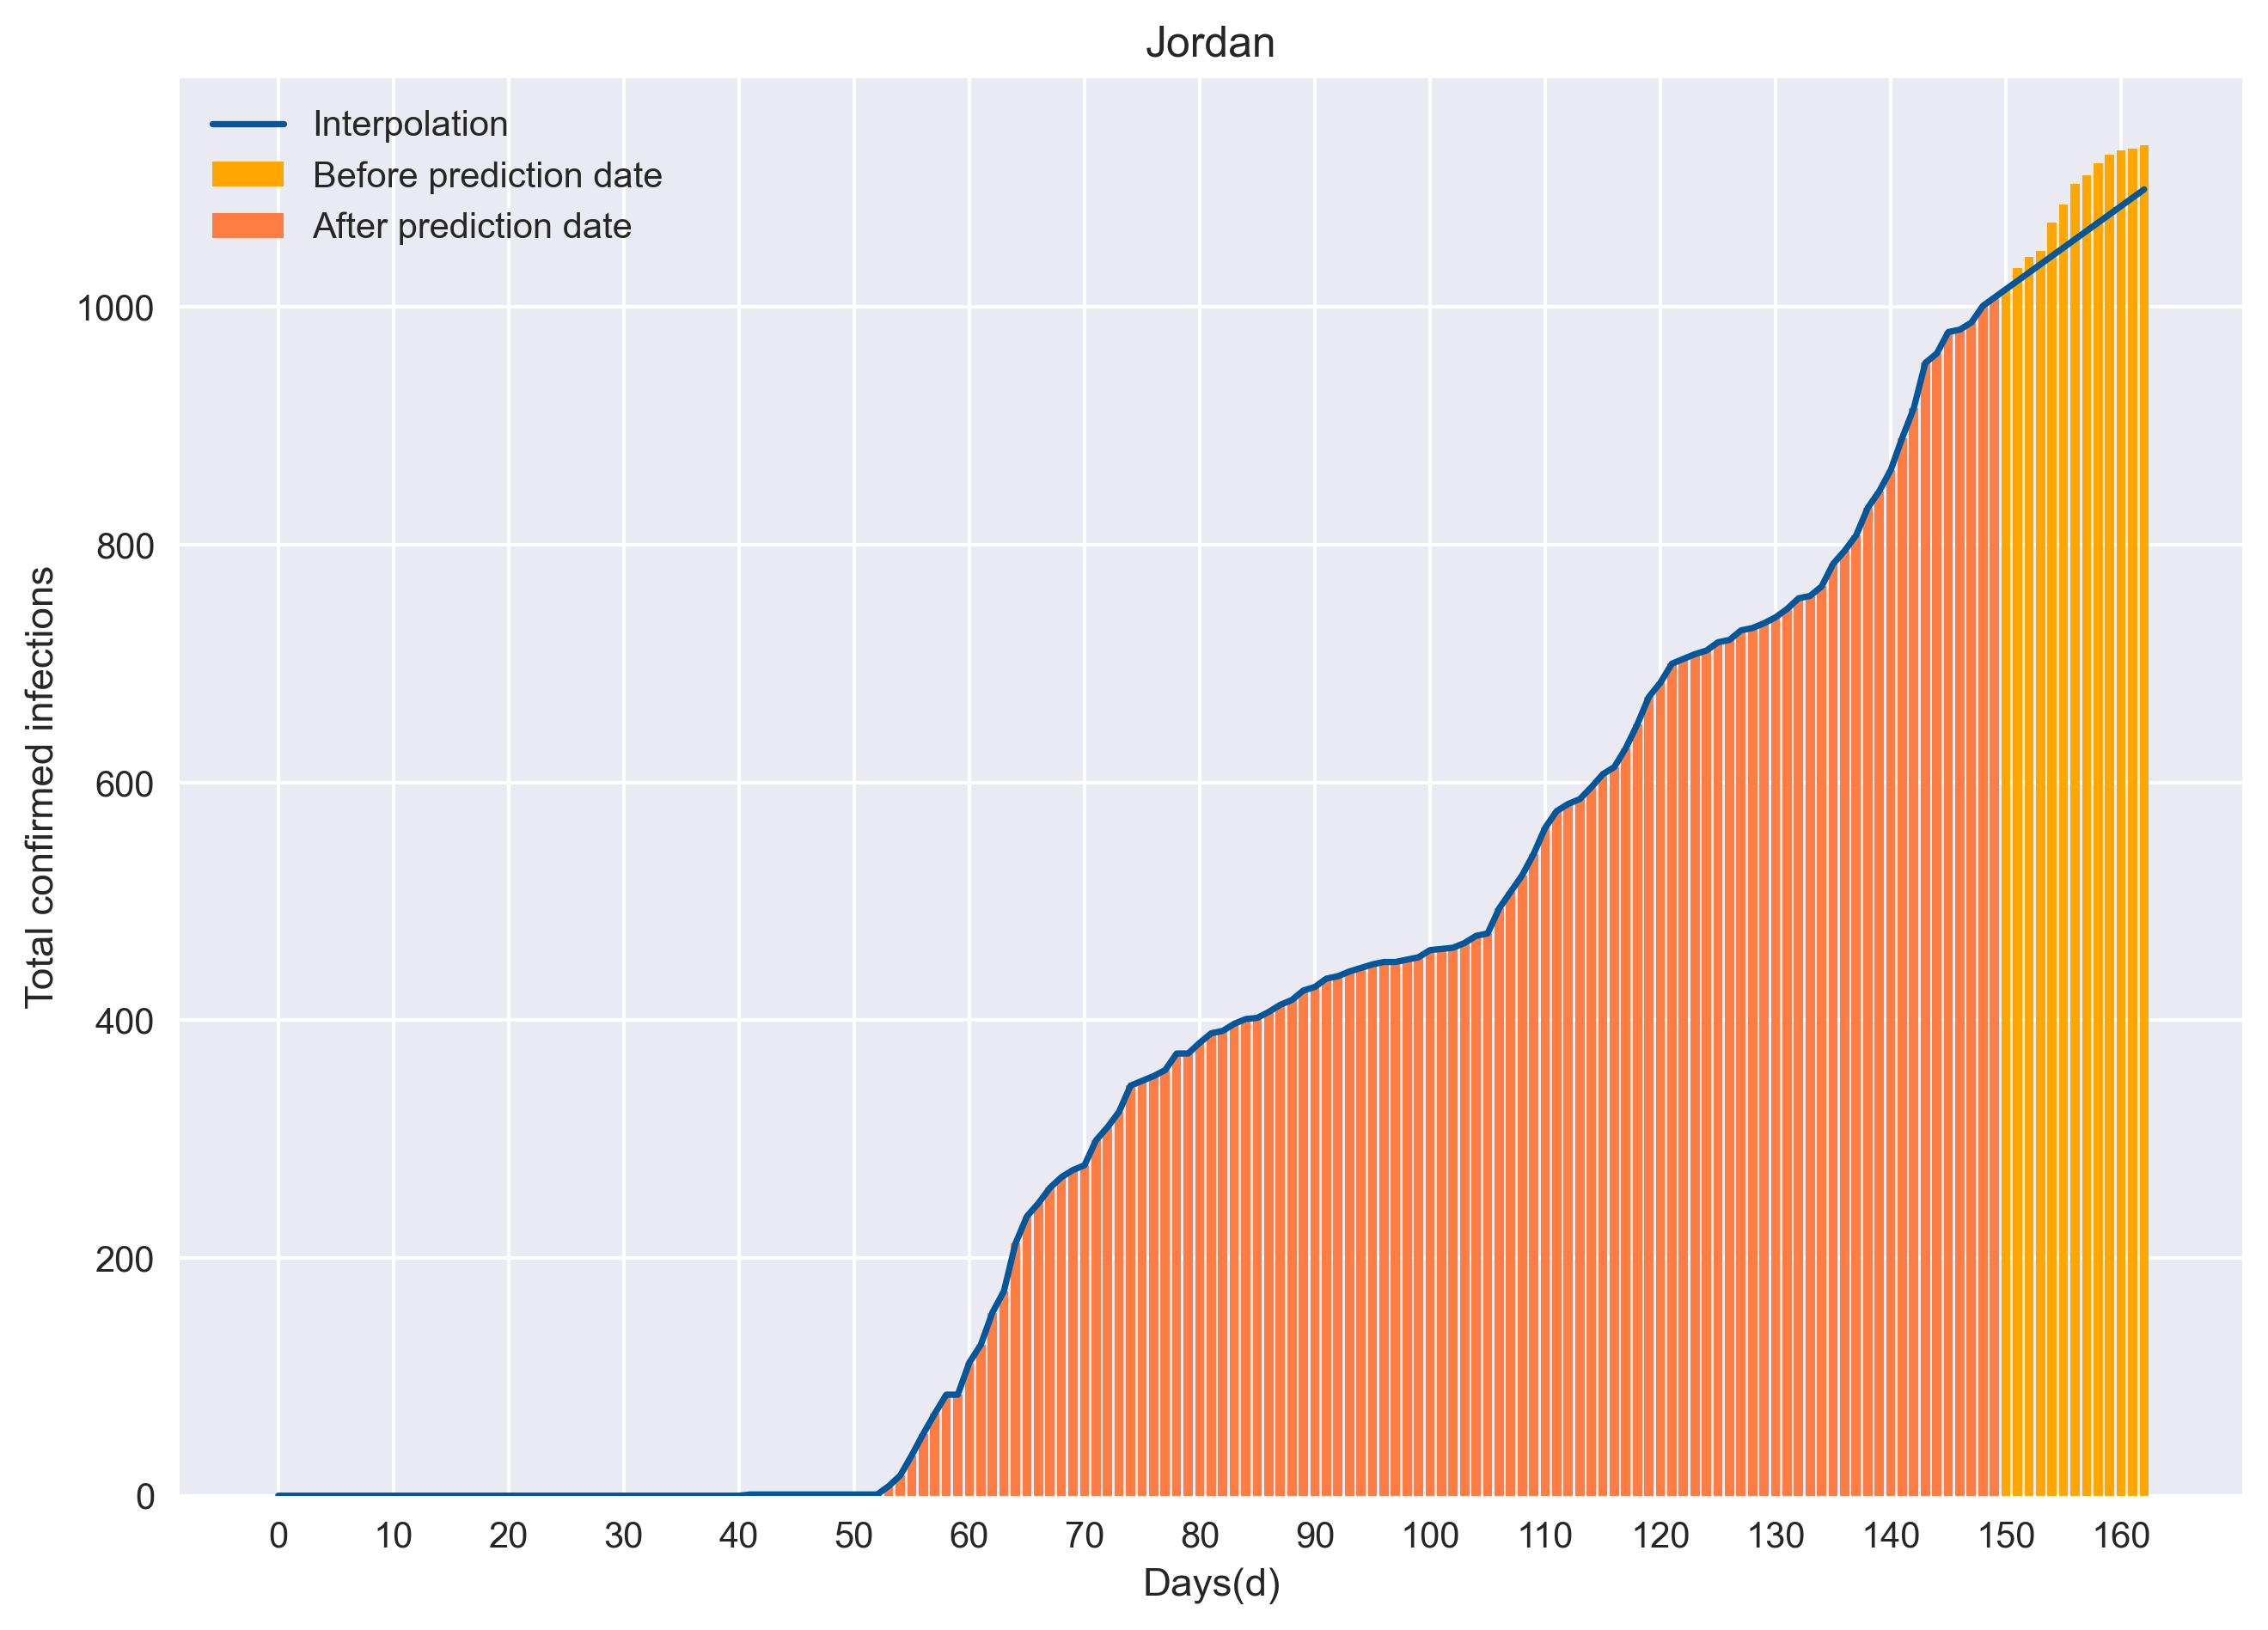 Jordan
Interpolation
Before prediction date
After prediction date
1000
800
600
400
200
0
Total confirmed infections
0 10 20 30 40 50 60 70 80 90 100 110 120 130 140 150 160
Days(d)